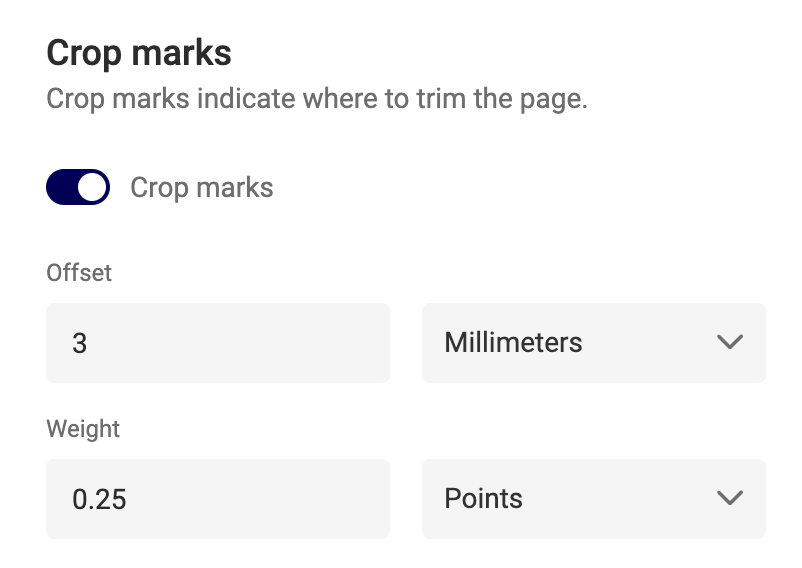 Crop marks
Crop marks indicate where to trim the page.
Crop marks
Offset
3 Millimeters
Weight
0.25 Points